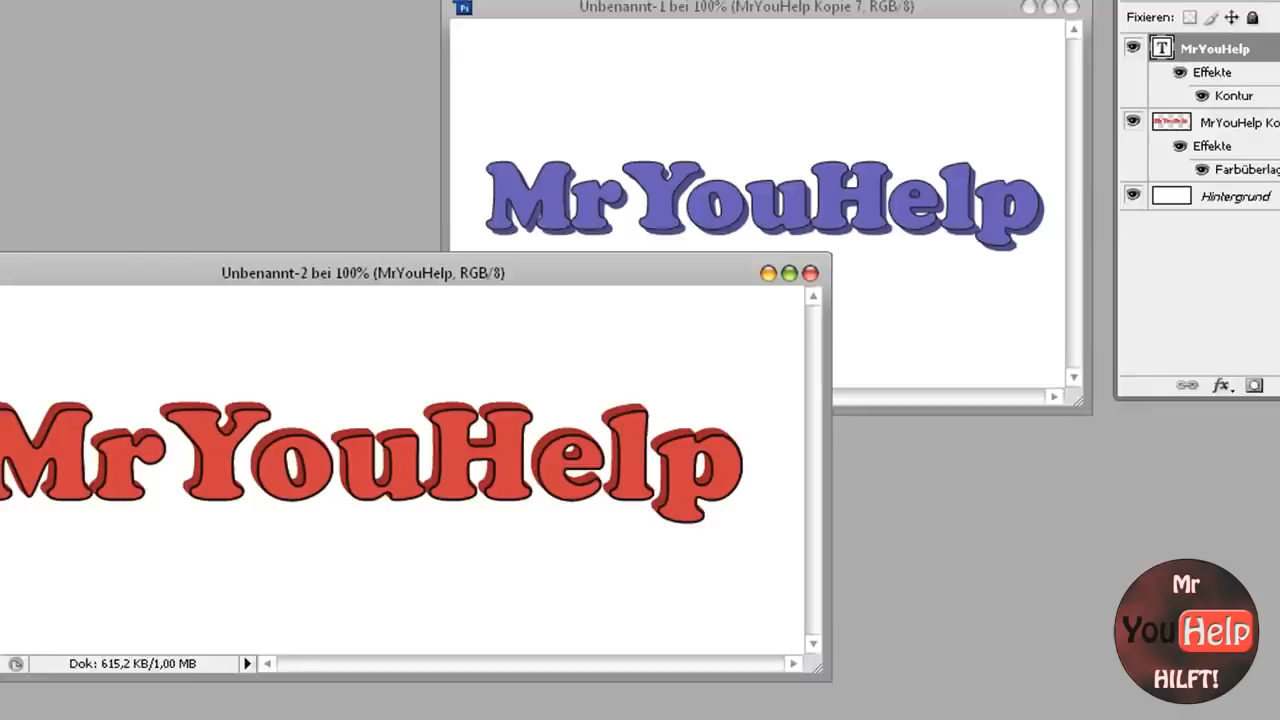 Unbenannt-1 bei 100% (MrYouHelp Kopie 7, RGB/8)
Fixieren:
T MrYouHelp
Effekte
Kontur
MrYouHelp Ko
Effekte
Farbüberlag
Hintergrund
fx
MrYouHelp
Unbenannt-2 bei 100% (MrYouHelp, RGB/8)
MrYouHelp
Dok: 615,2 KB/1,00 MB
Mr
YouHelp
HILFT!